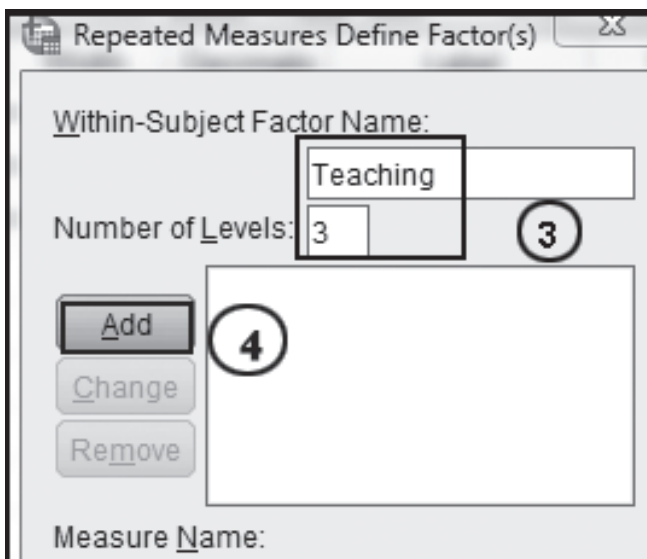 Repeated Measures Define Factor(s)
Within-Subject Factor Name:
Teaching
Number of Levels: 3
3
Add
4
Change
Remove
Measure Name: